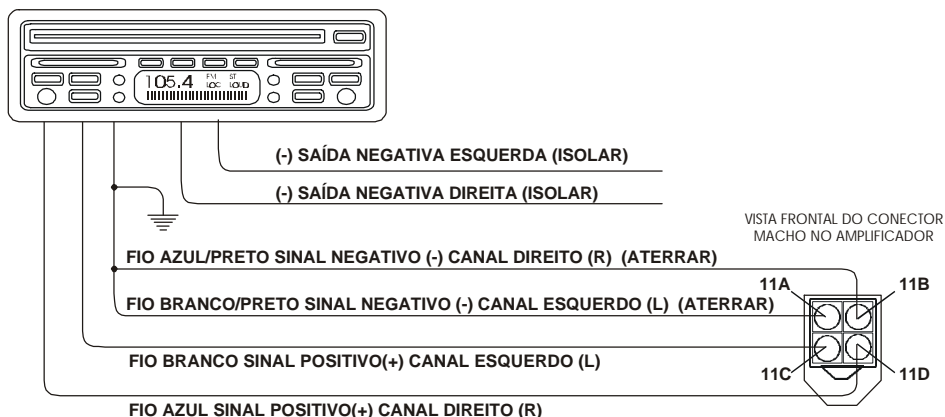 105.4 FM ST
LOC LOUD
(-) SAÍDA NEGATIVA ESQUERDA (ISOLAR)
(-) SAÍDA NEGATIVA DIREITA (ISOLAR)
VISTA FRONTAL DO CONECTOR
MACHO NO AMPLIFICADOR
FIO AZUL/PRETO SINAL NEGATIVO (-) CANAL DIREITO (R) (ATERRAR)
11A
11B
FIO BRANCO/PRETO SINAL NEGATIVO (-) CANAL ESQUERDO (L) (ATERRAR)
FIO BRANCO SINAL POSITIVO(+) CANAL ESQUERDO (L)
11C
11D
FIO AZUL SINAL POSITIVO(+) CANAL DIREITO (R)